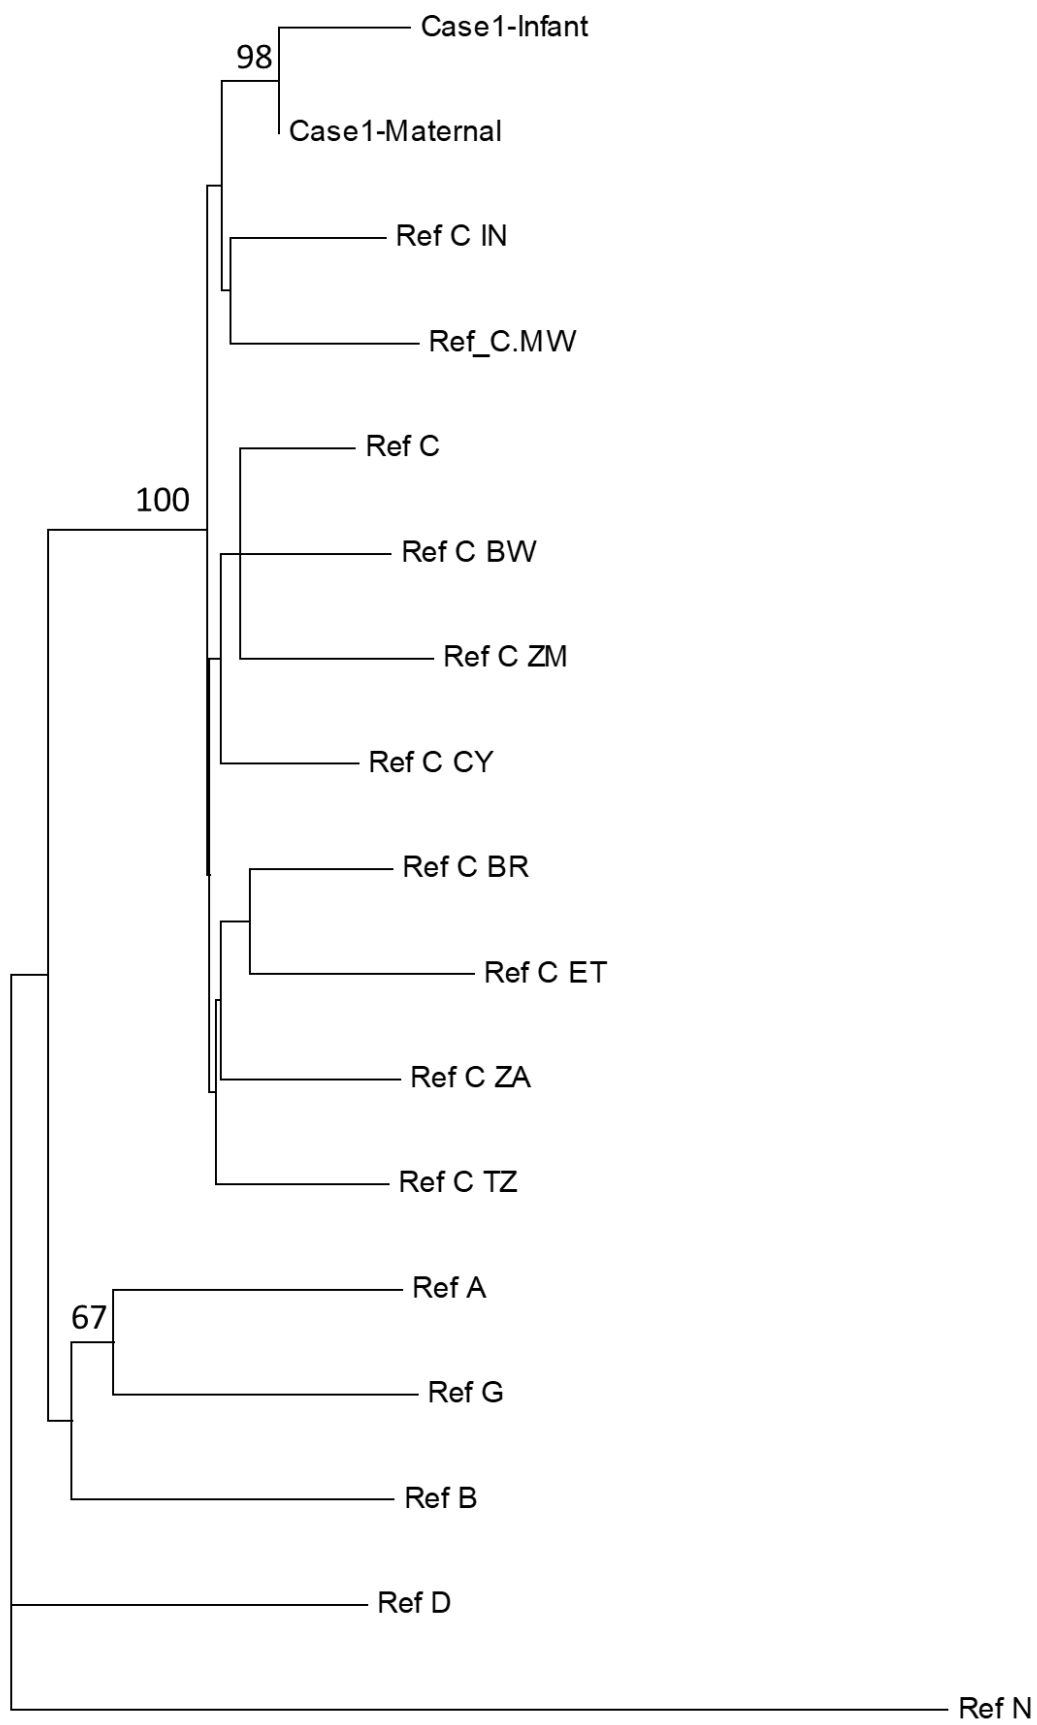 Case1-Infant
98
Case1-Maternal
Ref C IN
Ref_C.MW
Ref C
100
Ref C BW
Ref C ZM
Ref C CY
Ref C BR
Ref C ET
Ref C ZA
Ref C TZ
Ref A
67
Ref G
Ref B
Ref D
Ref N